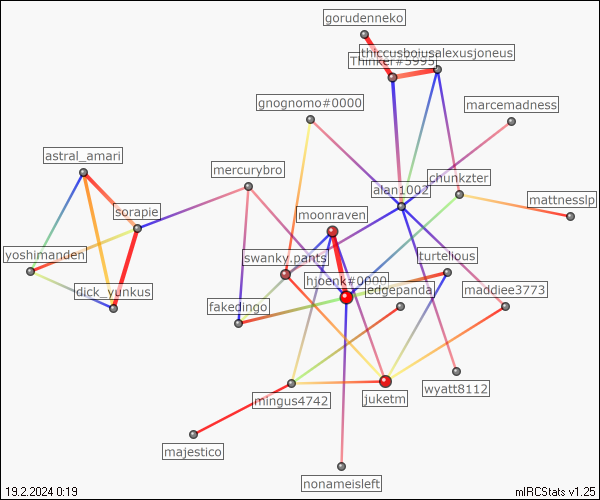 gorudenneko
thiccusboiusalexusjoneus
Thinker#5995
gnognomo#0000
marcemadness
astral_amari
mercurybro
chunkzter
alan1002
mattnesslp
sorapie
moonraven
yoshimanden
swanky.pants
turtelious
hjoenk#0000
dick_yunkus
edgepanda
maddiee3773
fakedingo
wyatt8112
mingus4742
juketm
majestico
nonameisleft
19.2.2024 0:19
mIRCStats v1.25